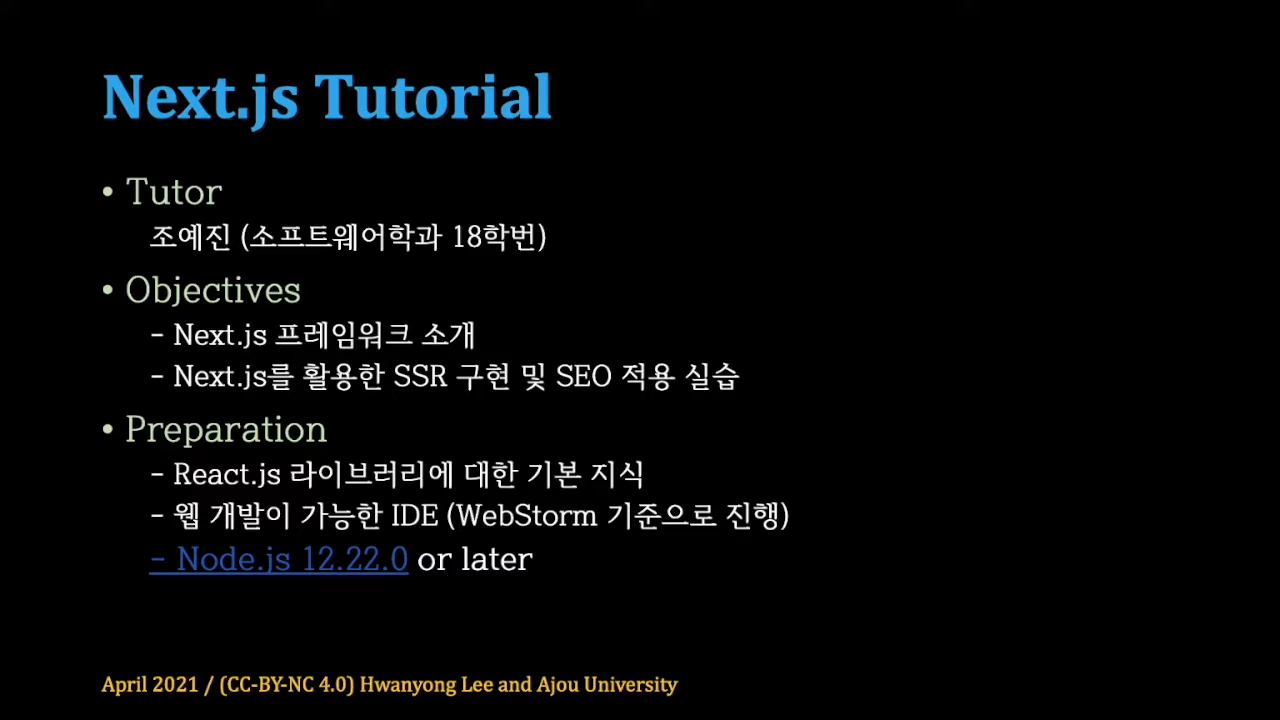 Next.js Tutorial
• Tutor
조예진 (소프트웨어학과 18학번)
• Objectives
- Next.js 프레임워크 소개
- Next.js를 활용한 SSR 구현 및 SEO 적용 실습
• Preparation
- React.js 라이브러리에 대한 기본 지식
- 웹 개발이 가능한 IDE (WebStorm 기준으로 진행)
- Node.js 12.22.0 or later
April 2021 / (CC-BY-NC 4.0) Hwanyong Lee and Ajou University